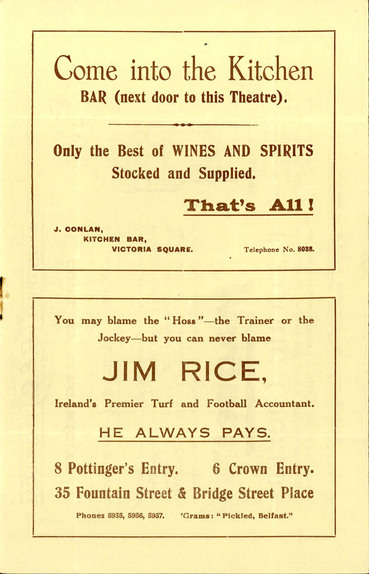 Come into the Kitchen
BAR (next door to this Theatre).
Only the Best of WINES AND SPIRITS
Stocked and Supplied.
That's All!
J. CONLAN,
KITCHEN BAR,
VICTORIA SQUARE.
Telephone No. 8038.
You may blame the "Hoss"—the Trainer or the
Jockey—but you can never blame
JIM RICE,
Ireland's Premier Turf and Football Accountant.
HE ALWAYS PAYS.
8 Pottinger's Entry. 6 Crown Entry.
35 Fountain Street & Bridge Street Place
Phones 5955, 5956, 5957. 'Grams: "Pickled, Belfast."